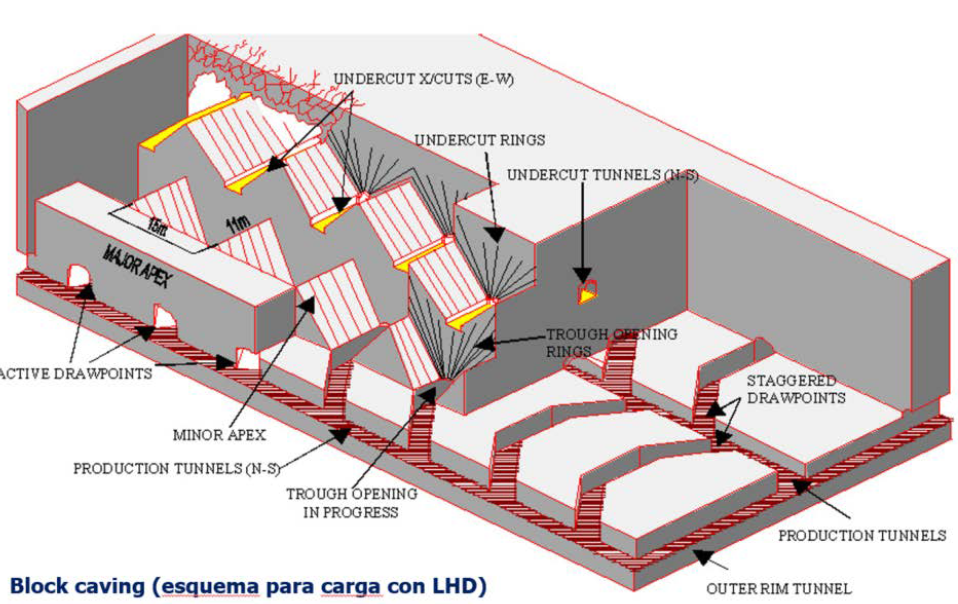 UNDERCUT X/CUTS (E-W)
UNDERCUT RINGS
UNDERCUT TUNNELS (N-S)
15m
11m
MAJOR APEX
TROUGH OPENING
RINGS
ACTIVE DRAWPOINTS
STAGGERED
DRAWPOINTS
MINOR APEX
PRODUCTION TUNNELS (N-S)
TROUGH OPENING
IN PROGRESS
PRODUCTION TUNNELS
OUTER RIM TUNNEL
Block caving (esquema para carga con LHD)